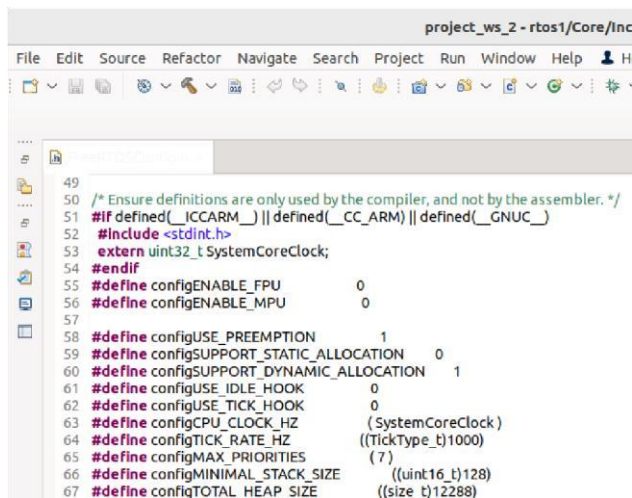 project_ws_2 - rtos1/Core/Inc
File Edit Source Refactor Navigate Search Project Run Window Help H
49
50 /* Ensure definitions are only used by the compiler, and not by the assembler. */
51 #if defined(__ICCARM__) || defined(__CC_ARM) || defined(__GNUC__)
52 #include <stdint.h>
53 extern uint32_t SystemCoreClock;
54 #endif
55 #define configENABLE_FPU 0
56 #define configENABLE_MPU 0
57
58 #define configUSE_PREEMPTION 1
59 #define configSUPPORT_STATIC_ALLOCATION 0
60 #define configSUPPORT_DYNAMIC_ALLOCATION 1
61 #define configUSE_IDLE_HOOK 0
62 #define configUSE_TICK_HOOK 0
63 #define configCPU_CLOCK_HZ ( SystemCoreClock )
64 #define configTICK_RATE_HZ ((TickType_t)1000)
65 #define configMAX_PRIORITIES ( 7 )
66 #define configMINIMAL_STACK_SIZE ((uint16_t)128)
67 #define configTOTAL_HEAP_SIZE ((size_t)12288)